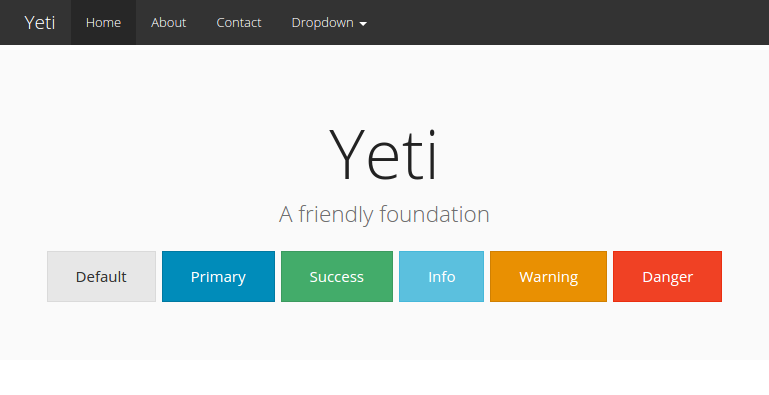 Yeti Home About Contact Dropdown
Yeti
A friendly foundation
Default Primary Success Info Warning Danger